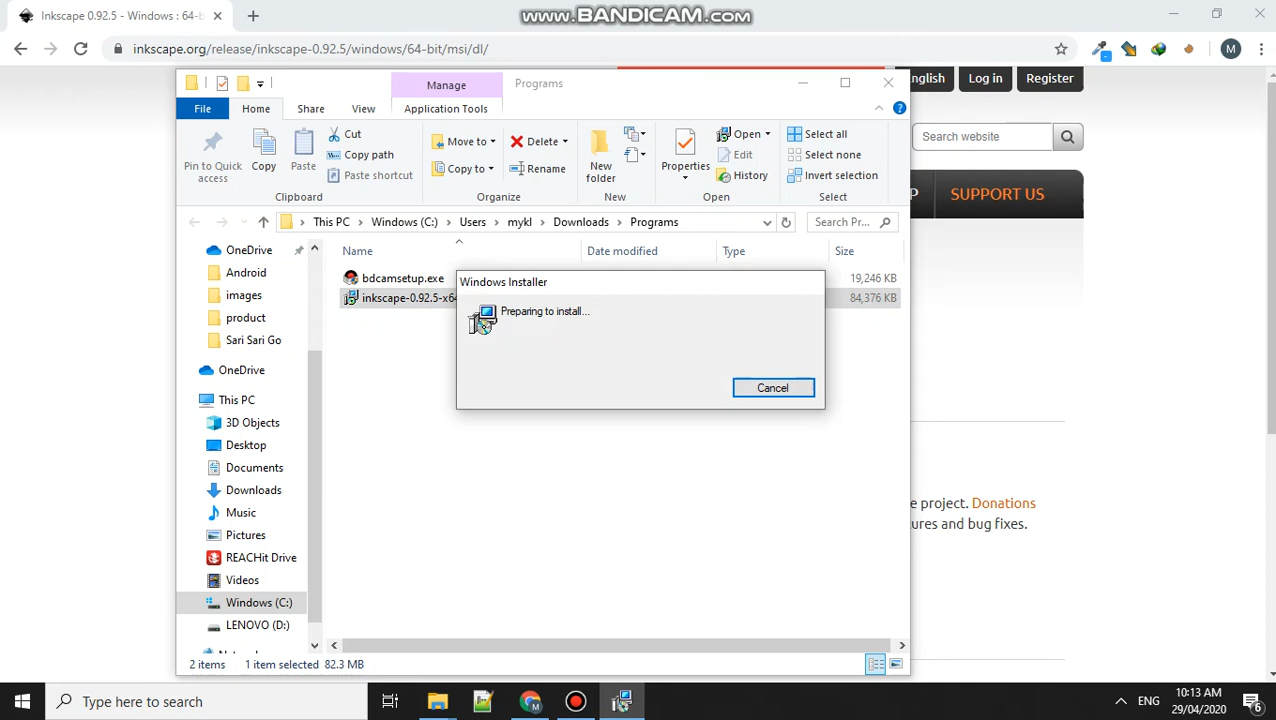 Inkscape 0.92.5 - Windows : 64-b
www.BANDICAM.com
inkscape.org/release/inkscape-0.92.5/windows/64-bit/msi/dl/
M
Manage
Programs
nglish
Log in
Register
File
Home
Share
View
Application Tools
Pin to Quick access
Copy
Paste
Cut
Copy path
Paste shortcut
Clipboard
Move to
Copy to
Delete
Rename
Organize
New folder
New
Properties
Open
Edit
History
Open
Select all
Select none
Invert selection
Select
Search website
P
SUPPORT US
This PC
Windows (C:)
Users
mykl
Downloads
Programs
Search Pr...
Name
Date modified
Type
Size
bdcamsetup.exe
19,246 KB
inkscape-0.92.5-x64
84,376 KB
OneDrive
Android
images
product
Sari Sari Go
OneDrive
This PC
3D Objects
Desktop
Documents
Downloads
Music
Pictures
REACHit Drive
Videos
Windows (C:)
LENOVO (D:)
Windows Installer
Preparing to install...
Cancel
e project. Donations
ures and bug fixes.
2 items
1 item selected
82.3 MB
Type here to search
M
ENG
10:13 AM
29/04/2020
6